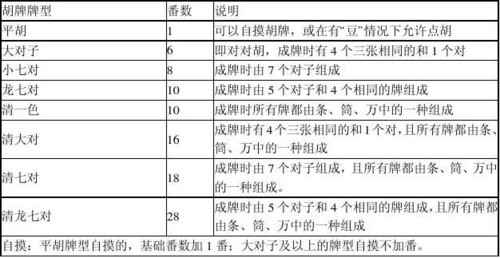 胡牌牌型 番数 说明
平胡 1 可以自摸胡牌，或在有“豆”情况下允许点胡
大对子 6 即对对胡，成牌时有 4 个三张相同的和 1 个对
小七对 8 成牌时由 7 个对子组成
龙七对 10 成牌时由 5 个对子和 4 个相同的牌组成
清一色 10 成牌时所有牌都由条、筒、万中的一种组成
清大对 16 成牌时有 4 个三张相同的和 1 个对，且所有牌都由条、
筒、万中的一种组成
清七对 18 成牌时由 7 个对子组成，且所有牌都由条、筒、万中
的一种组成。
清龙七对 28 成牌时由 5 个对子和 4 个相同的牌组成，且所有牌都
由条、筒、万中的一种组成
自摸：平胡牌型自摸的，基础番数加 1 番；大对子及以上的牌型自摸不加番。